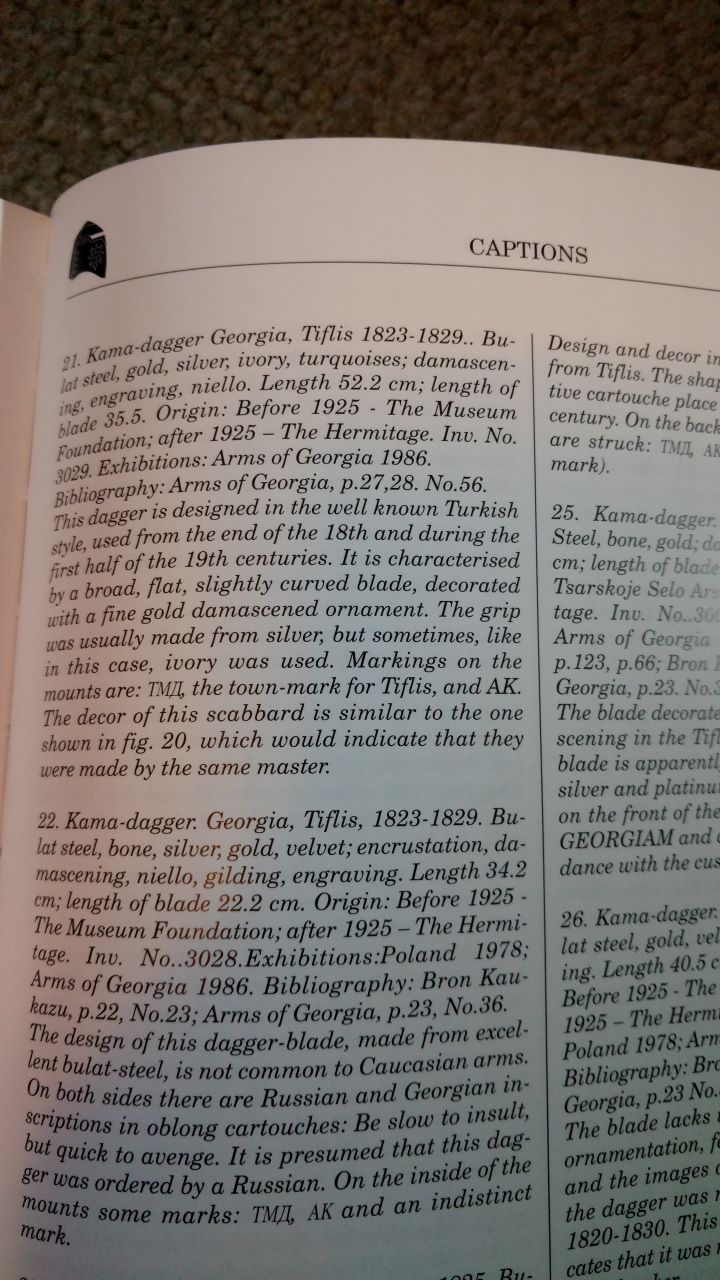 CAPTIONS
21. Kama-dagger Georgia, Tiflis 1823-1829.. Bu-
lat steel, gold, silver, ivory, turquoises; damascen-
ing, engraving, niello. Length 52.2 cm; length of
blade 35.5. Origin: Before 1925 - The Museum
Foundation; after 1925 – The Hermitage. Inv. No.
3029. Exhibitions: Arms of Georgia 1986.
Bibliography: Arms of Georgia, p.27,28. No.56.
This dagger is designed in the well known Turkish
style, used from the end of the 18th and during the
first half of the 19th centuries. It is characterised
by a broad, flat, slightly curved blade, decorated
with a fine gold damascened ornament. The grip
was usually made from silver, but sometimes, like
in this case, ivory was used. Markings on the
mounts are: ТМД, the town-mark for Tiflis, and AK.
The decor of this scabbard is similar to the one
shown in fig. 20, which would indicate that they
were made by the same master.
22. Kama-dagger. Georgia, Tiflis, 1823-1829. Bu-
lat steel, bone, silver, gold, velvet; encrustation, da-
mascening, niello, gilding, engraving. Length 34.2
cm; length of blade 22.2 cm. Origin: Before 1925 -
The Museum Foundation; after 1925 – The Hermi-
tage. Inv. No..3028.Exhibitions:Poland 1978;
Arms of Georgia 1986. Bibliography: Bron Kau-
kazu, p.22, No.23; Arms of Georgia, p.23, No.36.
The design of this dagger-blade, made from excel-
lent bulat-steel, is not common to Caucasian arms.
On both sides there are Russian and Georgian in-
scriptions in oblong cartouches: Be slow to insult,
but quick to avenge. It is presumed that this dag-
ger was ordered by a Russian. On the inside of the
mounts some marks: ТМД, AK and an indistinct
mark.
Bu-
Design and decor in
from Tiflis. The shap
tive cartouche place
century. On the back
are struck: ТМД, AK
mark).
25. Kama-dagger.
Steel, bone, gold; da
cm; length of blade
Tsarskoje Selo Ars
tage. Inv. No..300
Arms of Georgia
p.123, p.66; Bron
Georgia, p.23. No.3
The blade decorate
scening in the Tifl
blade is apparently
silver and platinu
on the front of the
GEORGIAM and
dance with the cus
26. Kama-dagger.
lat steel, gold, vel
ing. Length 40.5 c
Before 1925 - The
1925 – The Herm
Poland 1978; Arm
Bibliography: Bro
Georgia, p.23 No.
The blade lacks
ornamentation, fo
and the images
the dagger was
1820-1830. This
cates that it was